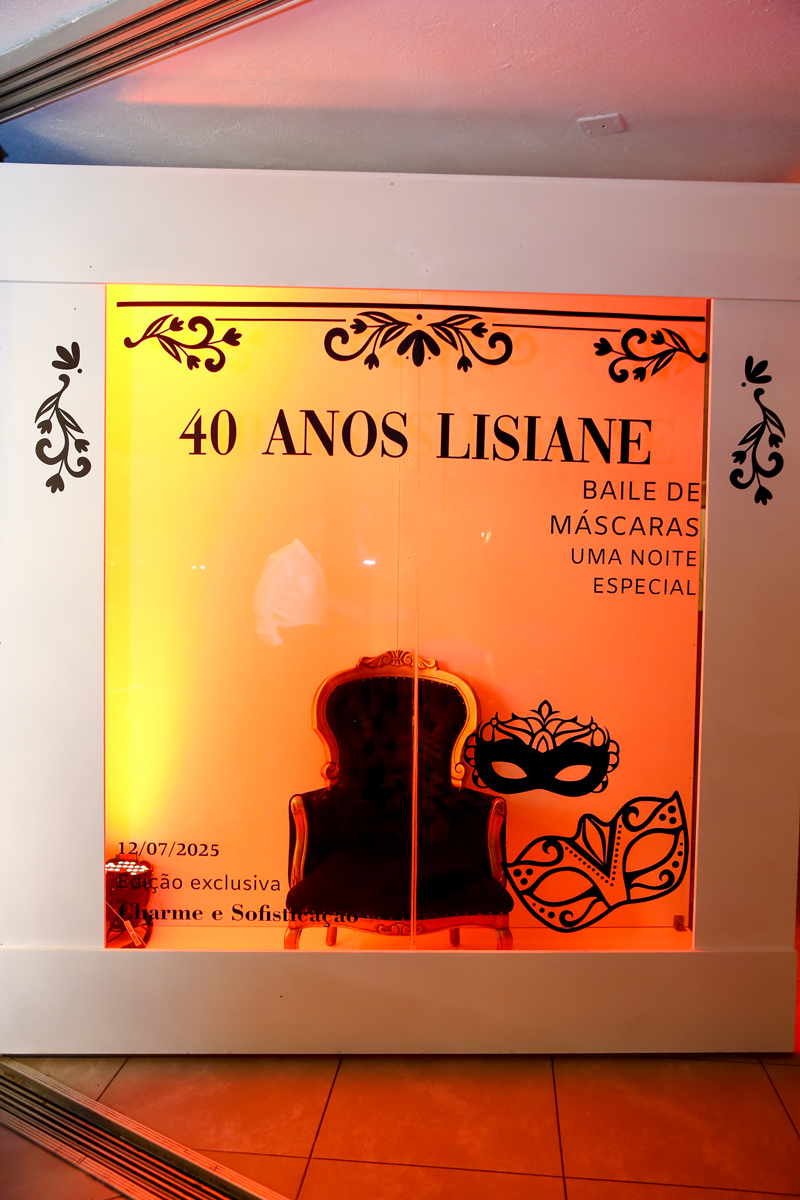 40 ANOS LISIANE
BAILE DE
MÁSCARAS
UMA NOITE
ESPECIAL
12/07/2025
Edição exclusiva
Charme e Sofisticação